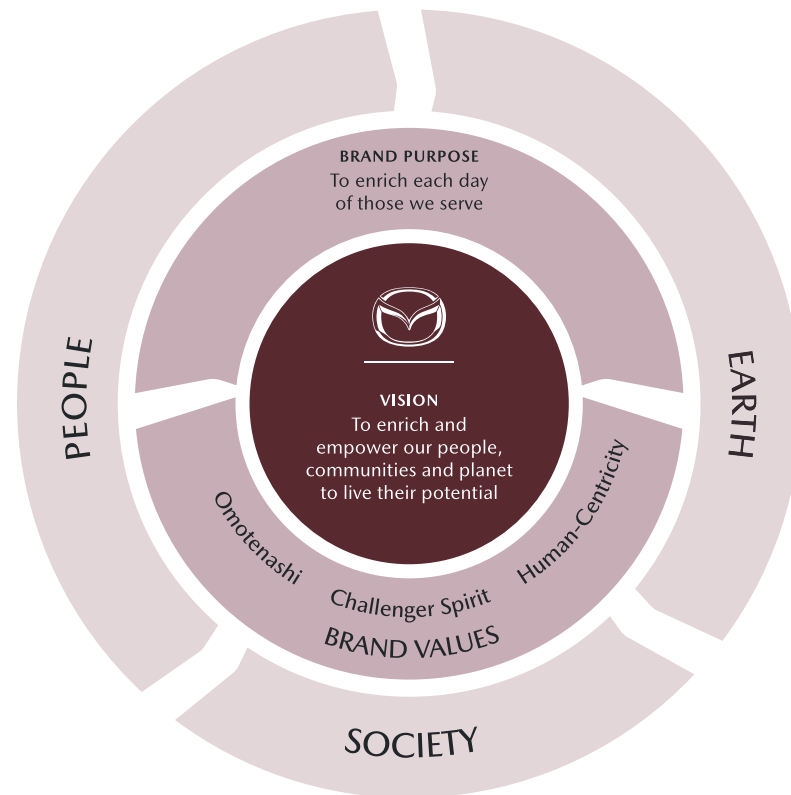 BRAND PURPOSE
To enrich each day
of those we serve
VISION
To enrich and
empower our people,
communities and planet
to live their potential
PEOPLE
EARTH
Omotenashi
Challenger Spirit
Human-Centricity
BRAND VALUES
SOCIETY